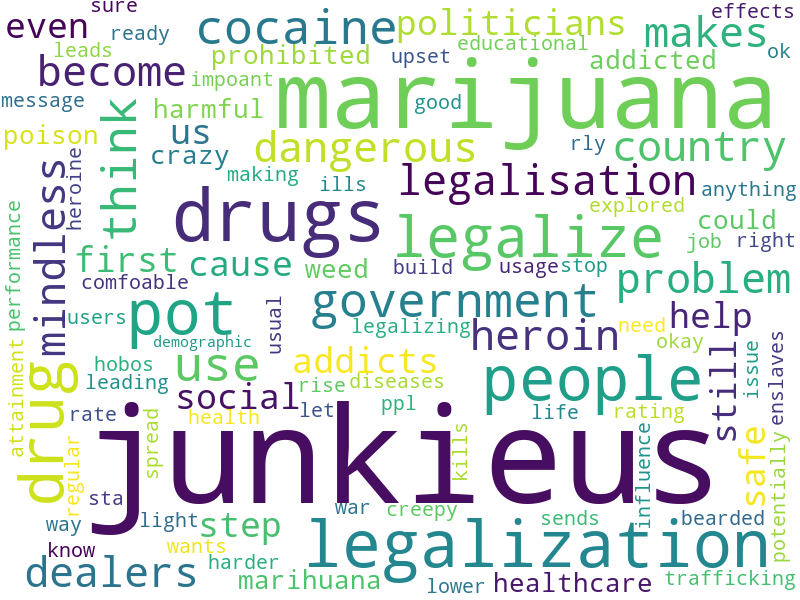 sure
effects
even
ready
cocaine
politicians
makes
leads
educational
become
prohibited
upset
addicted
ok
impoant
message
think
harmful
marijuana
good
poison
us
dangerous
rly
country
crazy
heroine
making
ills
legalisation
anything
mindless
drugs
explored
could
performance
first
cause
weed
legalize
job
right
comfoable
build
usage
stop
problem
users
pot
usual
government
legalizing
heroin
need
help
demographic
okay
attainment
drug
hobos
use
addicts
people
still
issue
enslaves
leading
rise
diseases
ppl
social
let
life
rating
rate
health
regular
spread
junkieus
kills
influence
safe
potentially
sta
way
light
step
war
creepy
sends
bearded
know
wants
harder
legalization
dealers
marihuana
lower
healthcare
trafficking